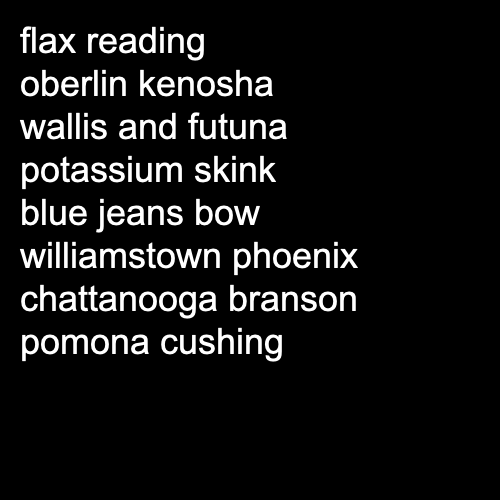 flax reading
oberlin kenosha
wallis and futuna
potassium skink
blue jeans bow
williamstown phoenix
chattanooga branson
pomona cushing